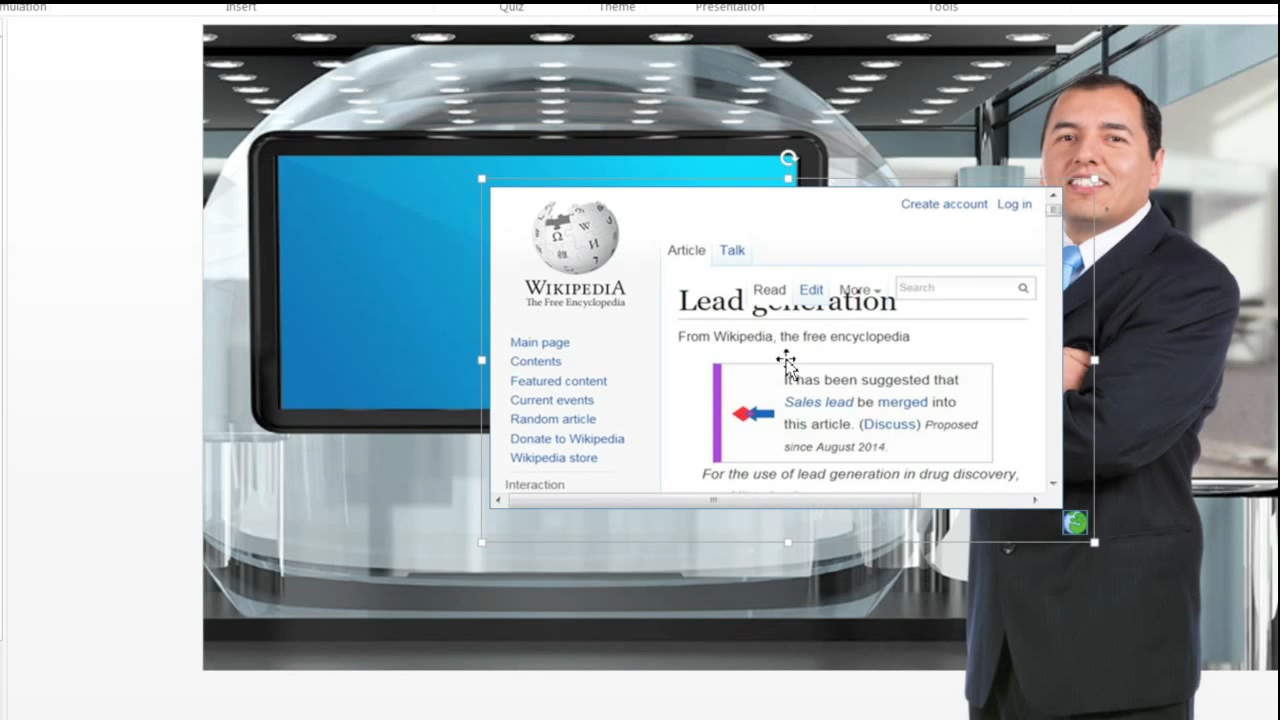 Insert Quiz Theme Presentation Tools
Create account Log in
Article Talk
Read Edit More Search
WIKIPEDIA
The Free Encyclopedia
Lead generation
From Wikipedia, the free encyclopedia
Main page
Contents
Featured content
Current events
Random article
Donate to Wikipedia
Wikipedia store
Interaction
It has been suggested that
Sales lead be merged into
this article. (Discuss) Proposed
since August 2014.
For the use of lead generation in drug discovery,